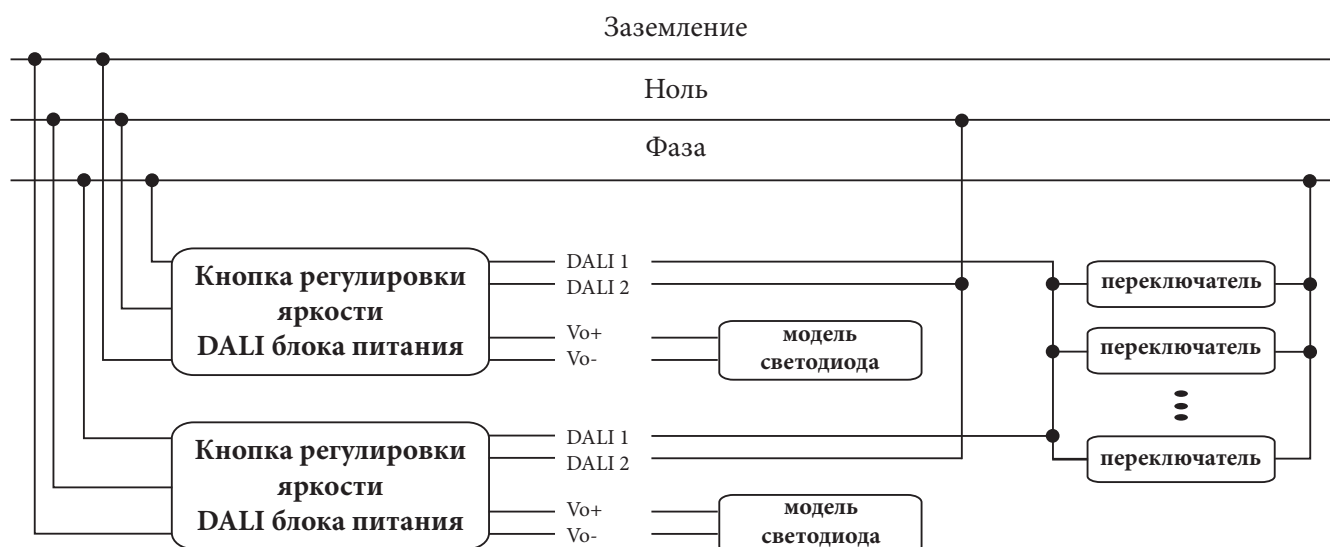 Заземление
Ноль
Фаза
Кнопка регулировки
яркости
DALI блока питания
DALI 1
DALI 2
Vo+
Vo-
модель
светодиода
переключатель
переключатель
переключатель
Кнопка регулировки
яркости
DALI блока питания
DALI 1
DALI 2
Vo+
Vo-
модель
светодиода